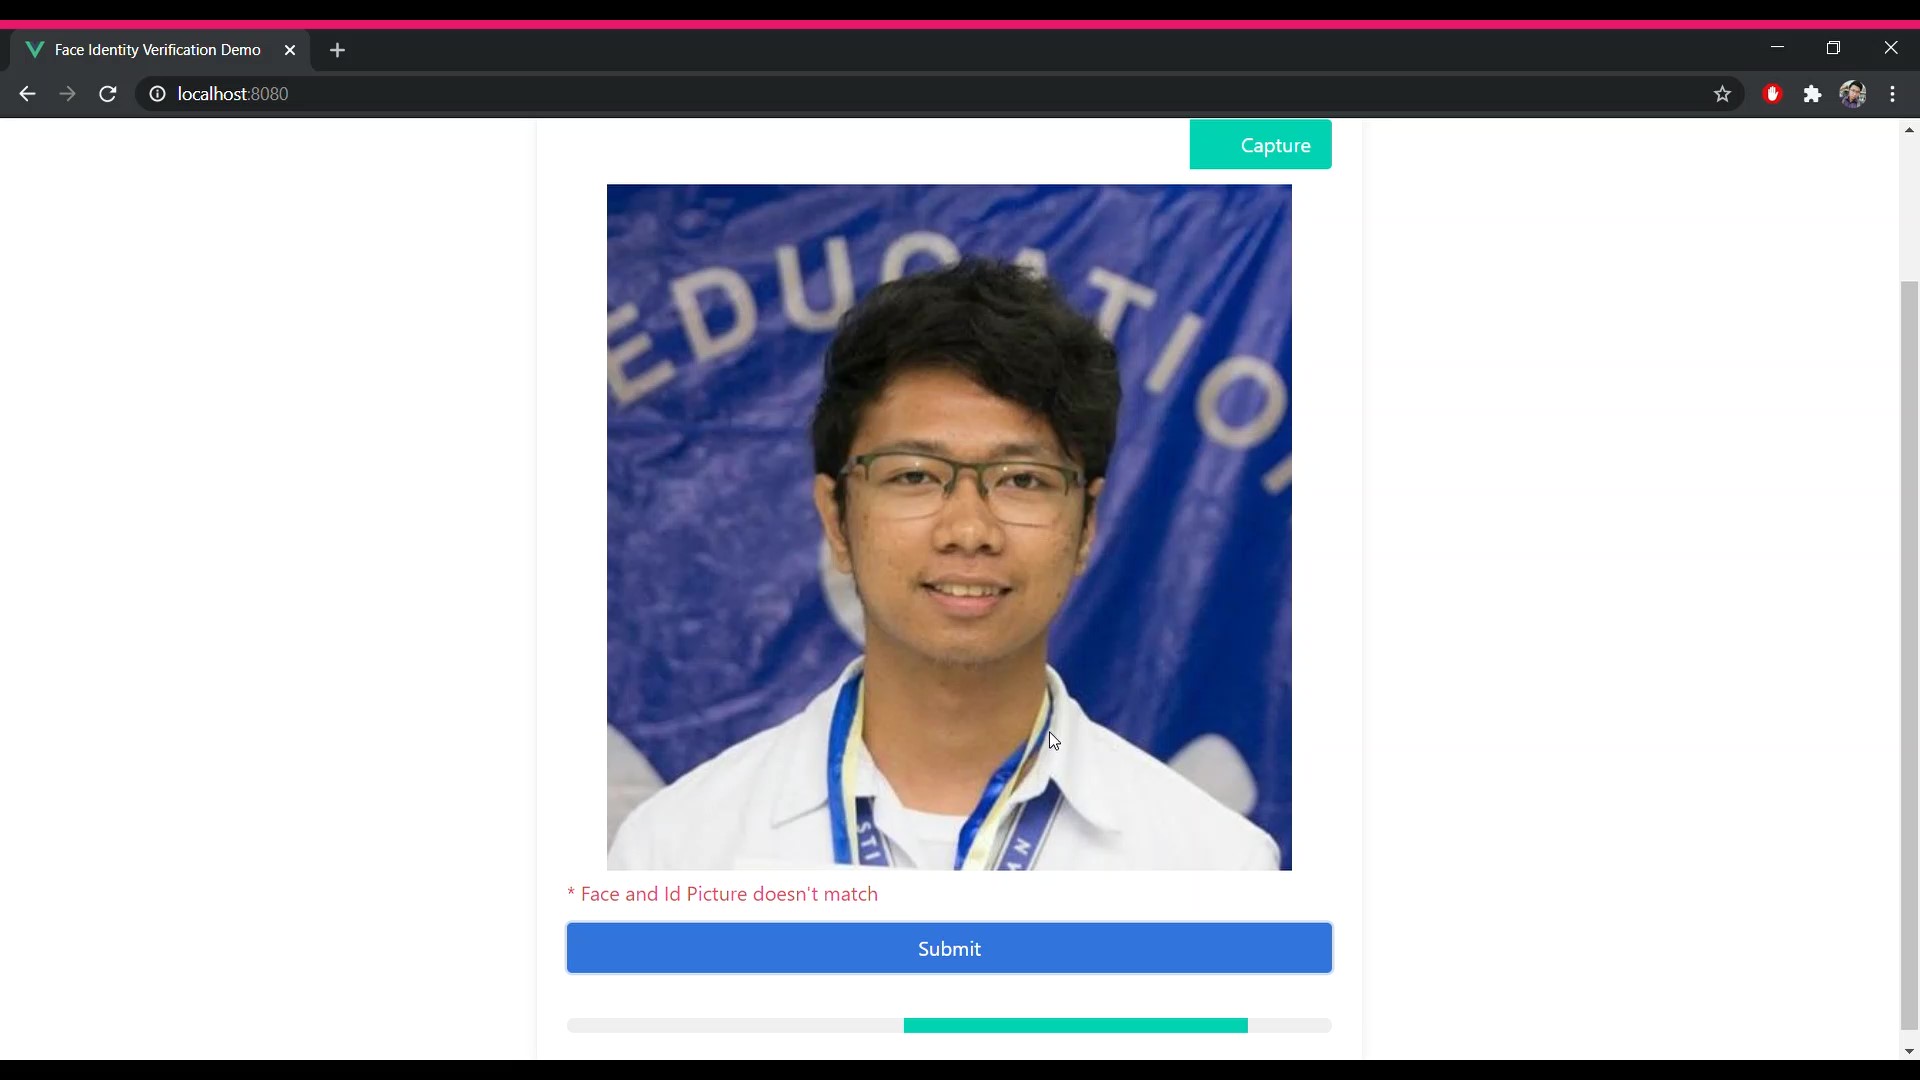 Face Identity Verification Demo
localhost:8080
Capture
EDUCATIO
STI
N
* Face and Id Picture doesn't match
Submit